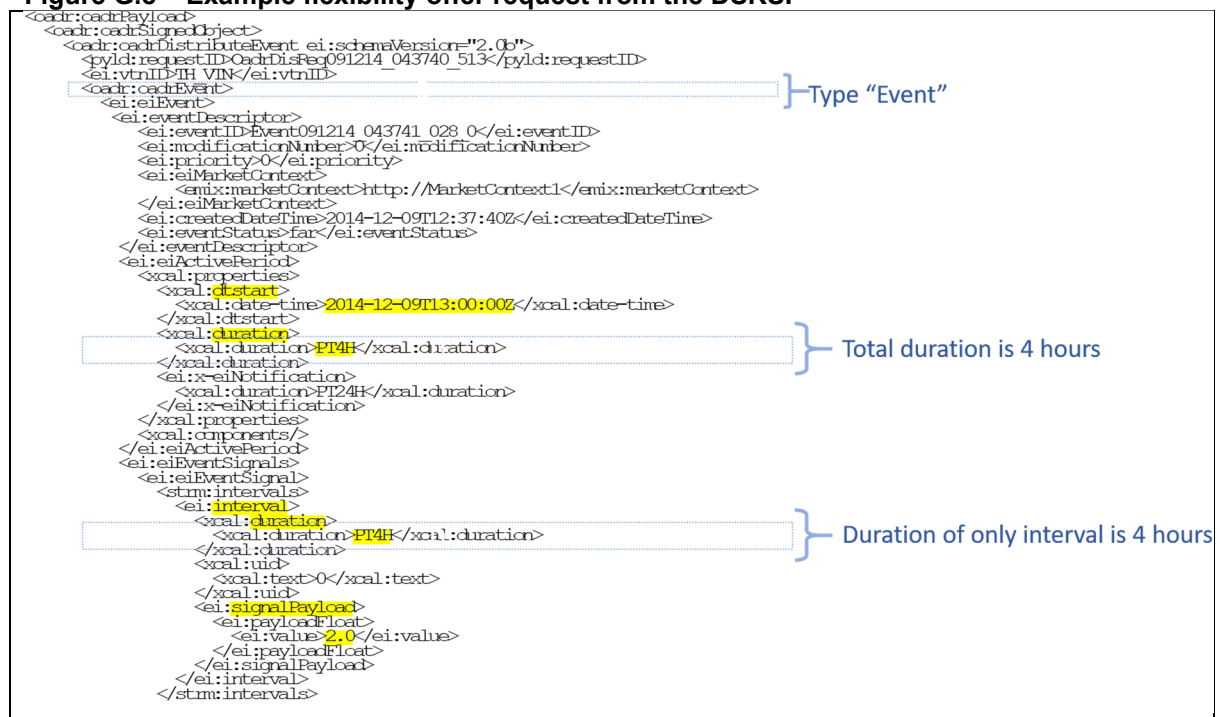 Figure G.8 – Example flexibility offer request from the DSRSP
<oadr:oadrPayload>
<oadr:oadrSignedObject>
<oadr:oadrDistributeEvent ei:schemaVersion="2.0b">
<pyld:requestID>OadrDisReq091214_043740_513</pyld:requestID>
<ei:vtnID>TH_VTN</ei:vtnID>
<oadr:oadrEvent>
Type “Event”
<ei:eiEvent>
<ei:eventDescriptor>
<ei:eventID>Event091214_043741_028_0</ei:eventID>
<ei:modificationNumber>0</ei:modificationNumber>
<ei:priority>0</ei:priority>
<ei:eiMarketContext>
<emix:marketContext>http://MarketContext1</emix:marketContext>
</ei:eiMarketContext>
<ei:createdDateTime>2014-12-09T12:37:40Z</ei:createdDateTime>
<ei:eventStatus>far</ei:eventStatus>
</ei:eventDescriptor>
<ei:eiActivePeriod>
<xcal:properties>
<xcal:dtstart>
<xcal:date-time>2014-12-09T13:00:00Z</xcal:date-time>
</xcal:dtstart>
<xcal:duration>
<xcal:duration>PT4H</xcal:duration>
Total duration is 4 hours
</xcal:duration>
<ei:x-eiNotification>
<xcal:duration>PT24H</xcal:duration>
</ei:x-eiNotification>
</xcal:properties>
<xcal:components/>
</ei:eiActivePeriod>
<ei:eiEventSignals>
<ei:eiEventSignal>
<strm:intervals>
<ei:interval>
<xcal:duration>
<xcal:duration>PT4H</xcal:duration>
Duration of only interval is 4 hours
</xcal:duration>
<xcal:uid>
<xcal:text>0</xcal:text>
</xcal:uid>
<ei:signalPayload>
<ei:payloadFloat>
<ei:value>2.0</ei:value>
</ei:payloadFloat>
</ei:signalPayload>
</ei:interval>
</strm:intervals>